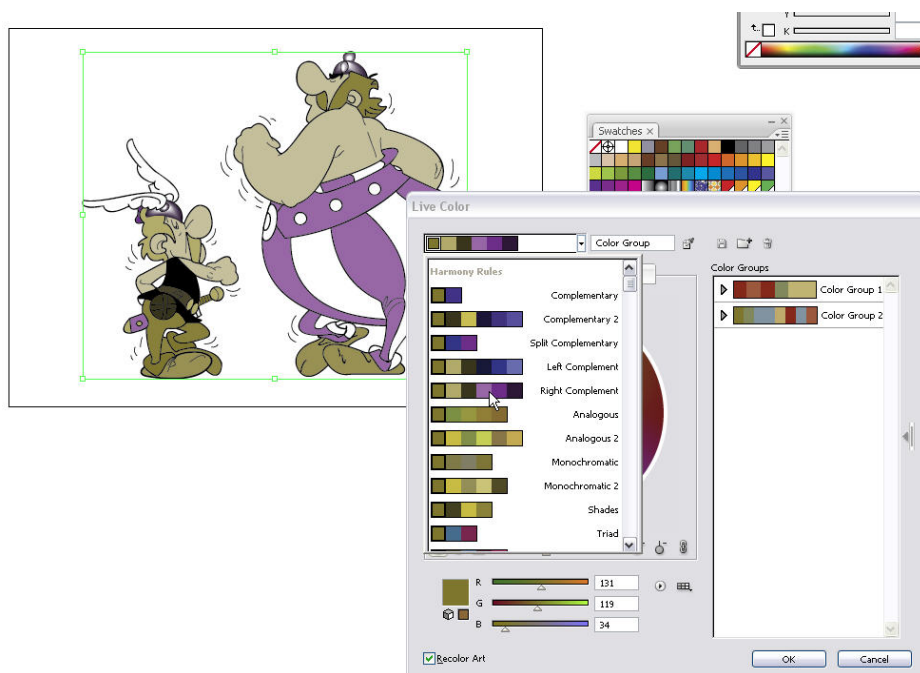 Y
K
Swatches
Live Color
Color Group
Harmony Rules
Complementary
Complementary 2
Split Complementary
Left Complement
Right Complement
Analogous
Analogous 2
Monochromatic
Monochromatic 2
Shades
Triad
Color Groups
Color Group 1
Color Group 2
R 131
G 119
B 34
Recolor Art
OK Cancel